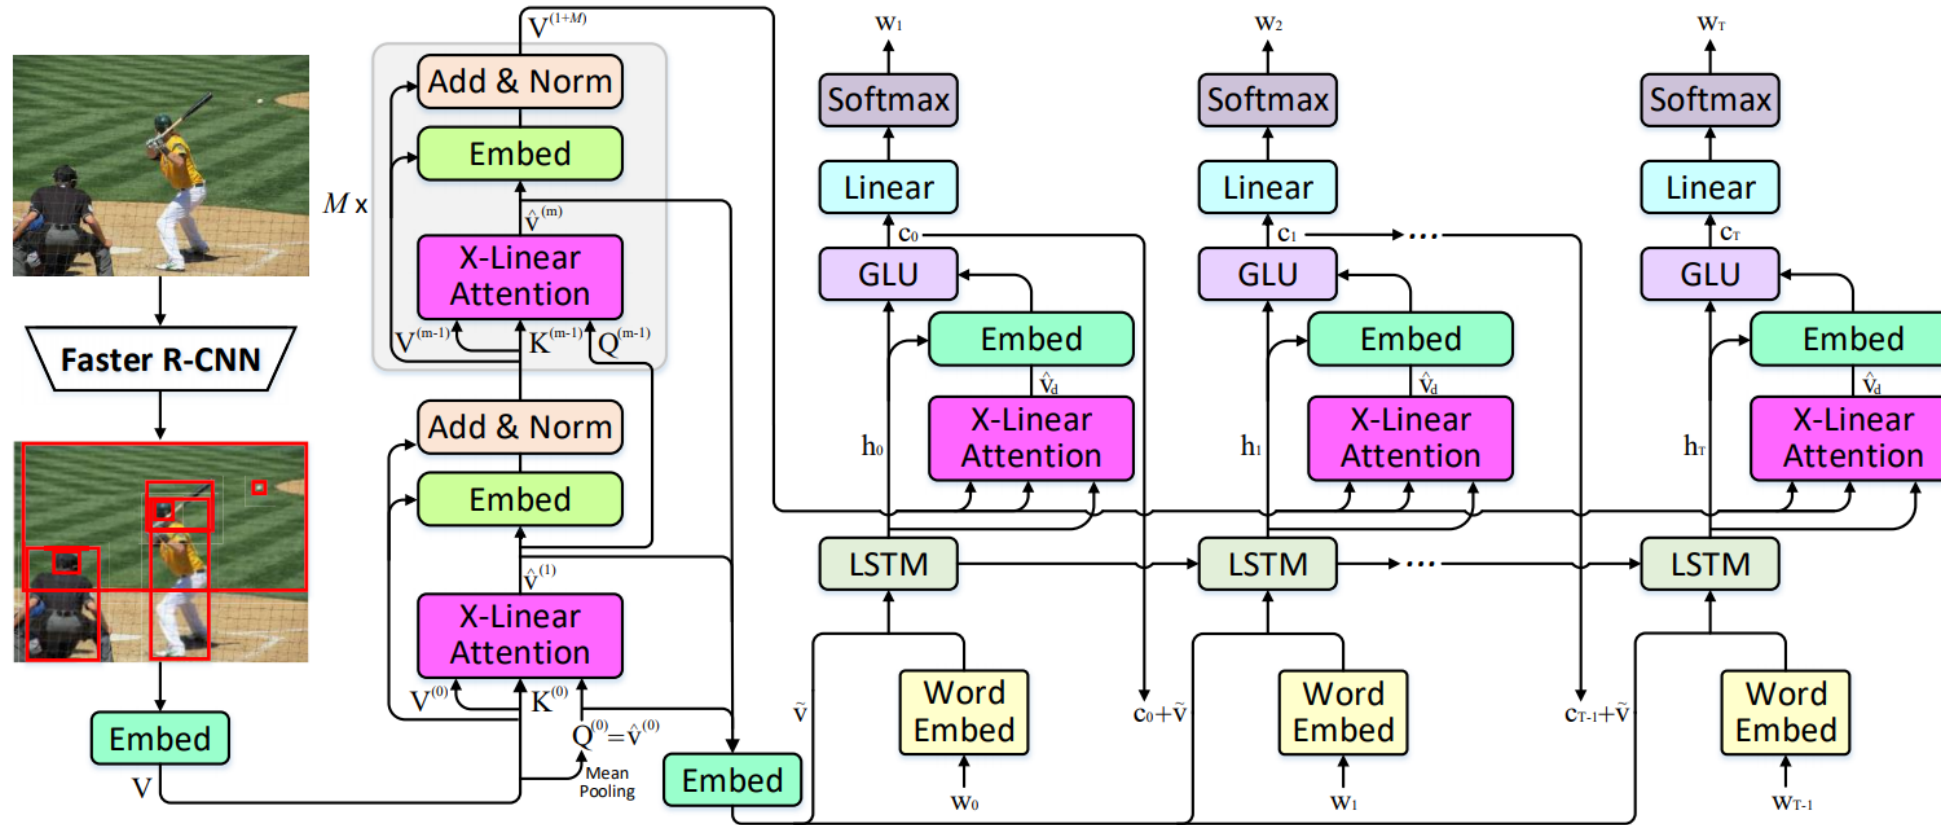 Faster R-CNN
Embed
V
V(1+M)
Add & Norm
Embed
M x
v̂(m)
X-Linear
Attention
V(m-1)
K(m-1)
Q(m-1)
Add & Norm
Embed
v̂(1)
X-Linear
Attention
V(0)
K(0)
Q(0)=v̂(0)
Mean
Pooling
Embed
w1
Softmax
Linear
c0
GLU
Embed
v̂d
X-Linear
Attention
h0
LSTM
ṽ
Word
Embed
w0
c0+ṽ
w2
Softmax
Linear
c1
...
GLU
Embed
v̂d
X-Linear
Attention
h1
LSTM
...
Word
Embed
w1
cT-1+ṽ
wT
Softmax
Linear
cT
GLU
Embed
v̂d
X-Linear
Attention
hT
LSTM
Word
Embed
wT-1